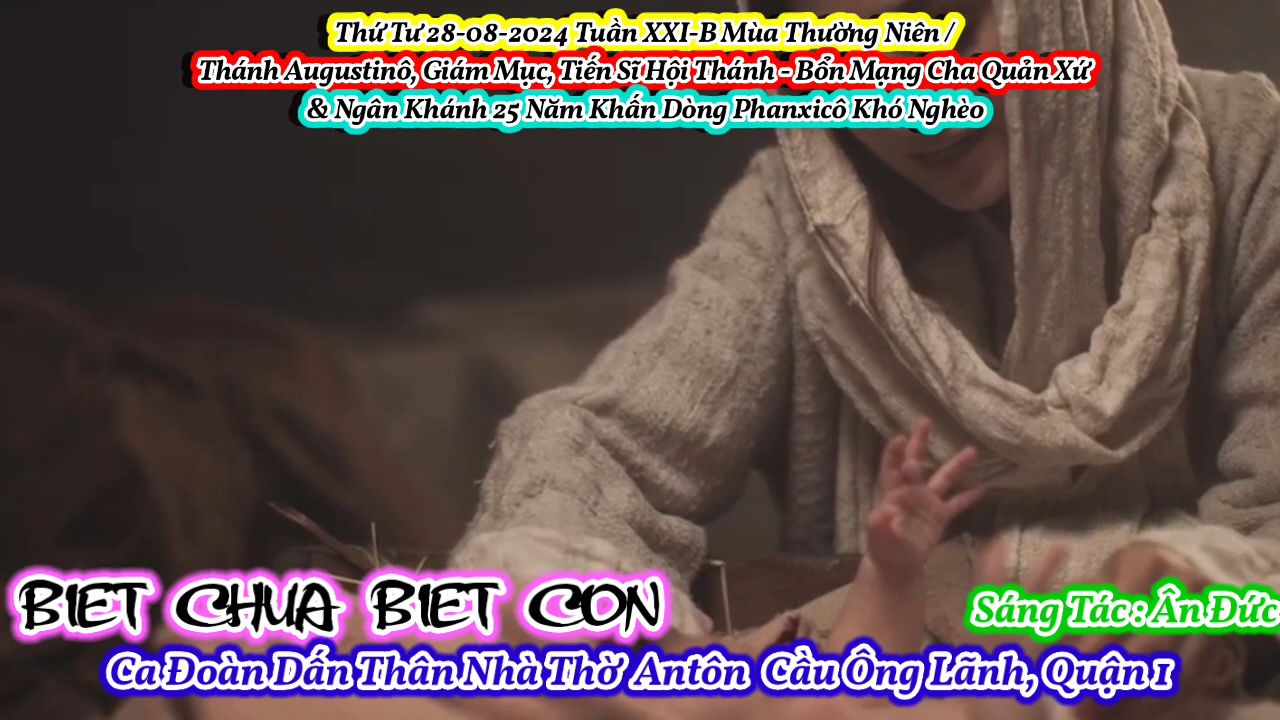 Thứ Tư 28-08-2024 Tuần XXI-B Mùa Thường Niên /
Thánh Augustinô, Giám Mục, Tiến Sĩ Hội Thánh - Bổn Mạng Cha Quản Xứ
& Ngân Khánh 25 Năm Khấn Dòng Phanxicô Khó Nghèo
BIET CHUA BIET CON
Sáng Tác : Ân Đức
Ca Đoàn Dấn Thân Nhà Thờ Antôn Cầu Ông Lãnh, Quận 1